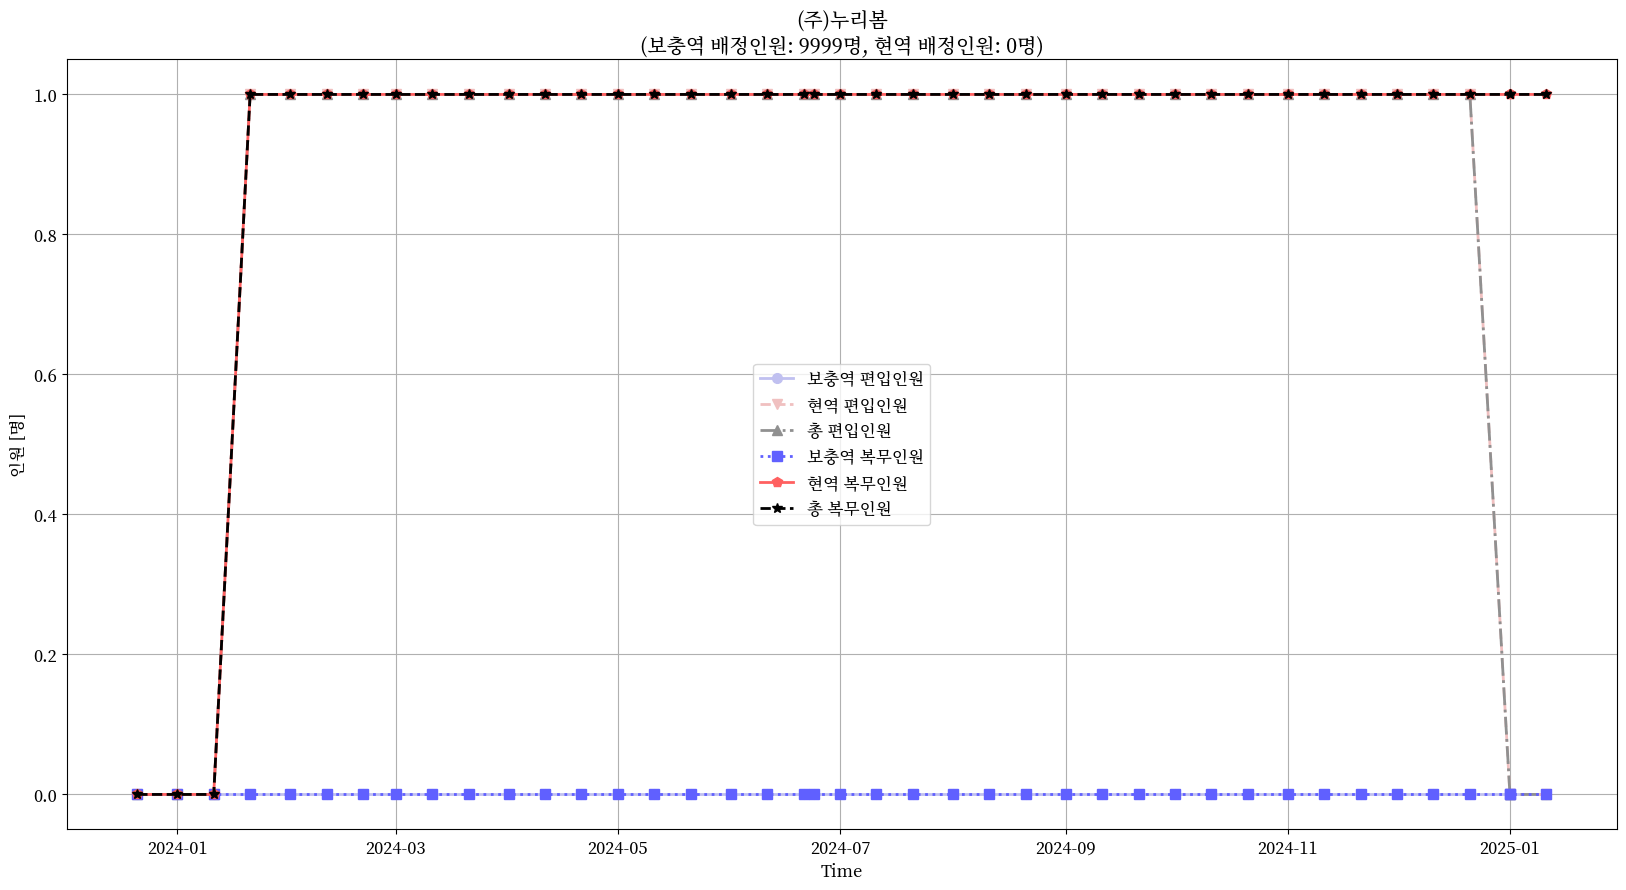 (주)누리봄
(보충역 배정인원: 9999명, 현역 배정인원: 0명)
인원 [명]
1.0
0.8
0.6
0.4
0.2
0.0
보충역 편입인원
현역 편입인원
총 편입인원
보충역 복무인원
현역 복무인원
총 복무인원
2024-01
2024-03
2024-05
2024-07
2024-09
2024-11
2025-01
Time